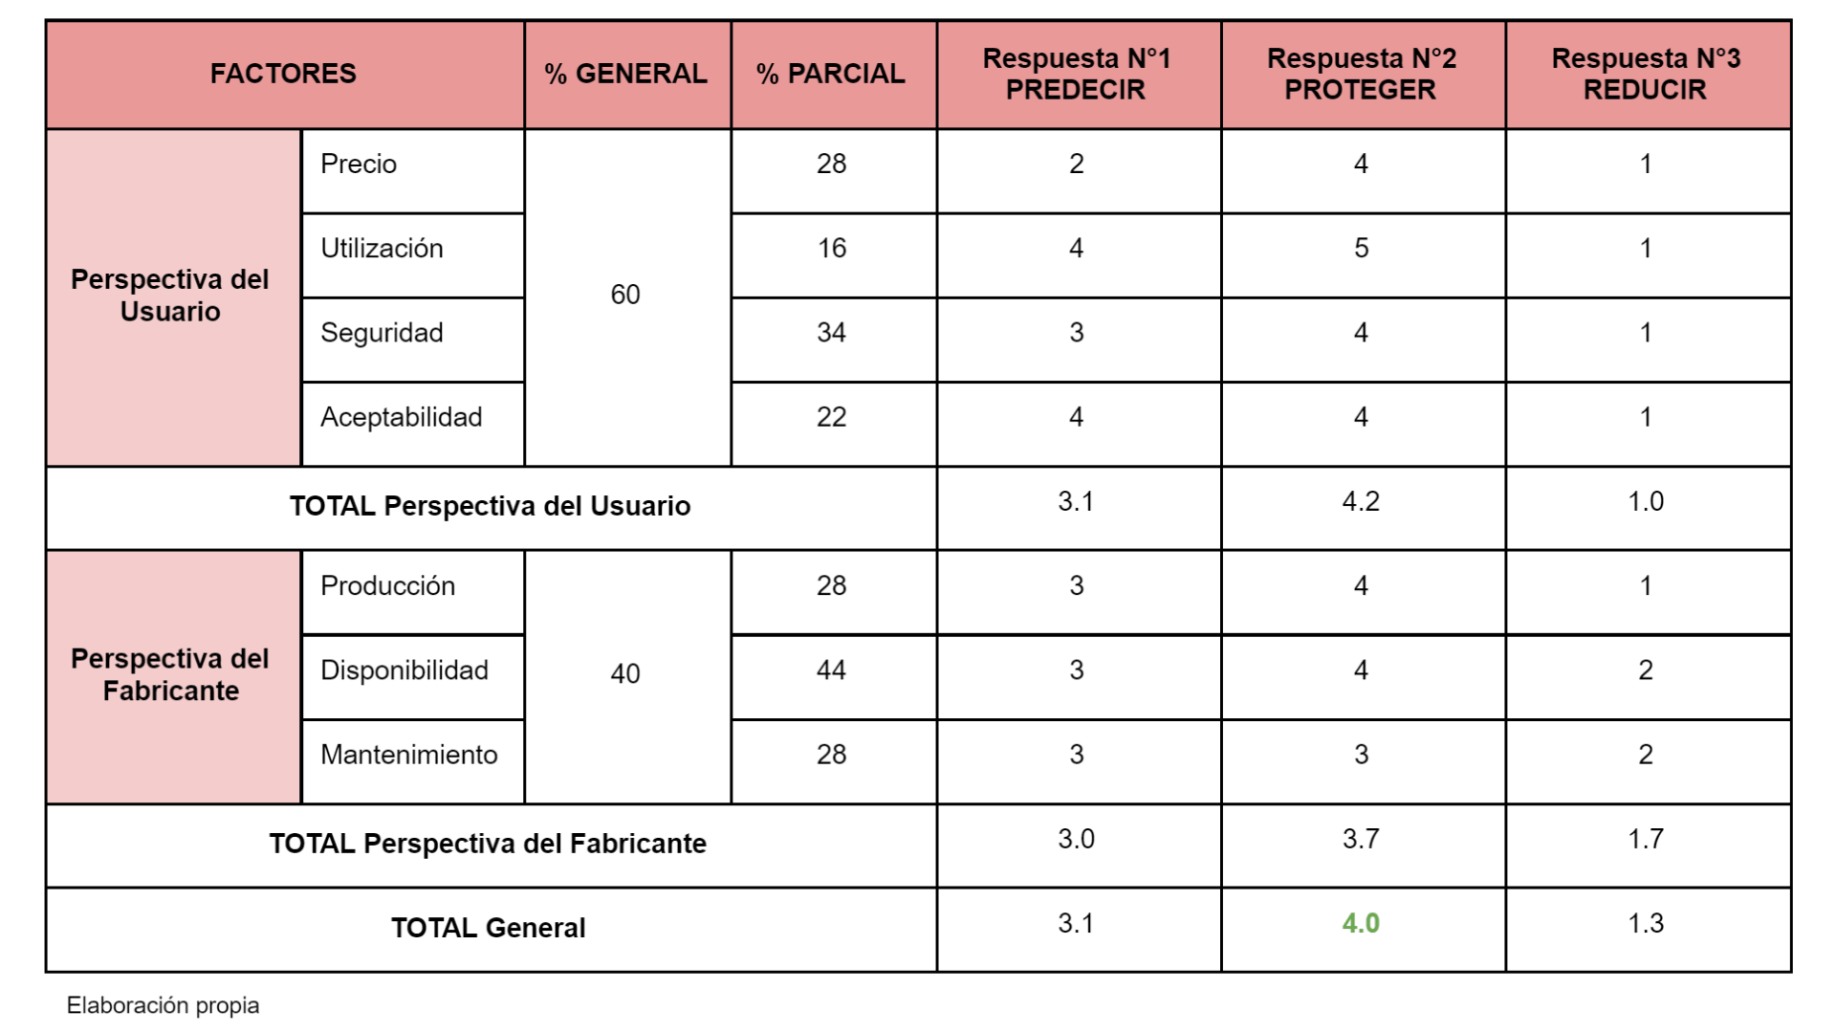 FACTORES % GENERAL % PARCIAL Respuesta N°1 PREDECIR Respuesta N°2 PROTEGER Respuesta N°3 REDUCIR
Perspectiva del Usuario
60
Precio 28 2 4 1
Utilización 16 4 5 1
Seguridad 34 3 4 1
Aceptabilidad 22 4 4 1
TOTAL Perspectiva del Usuario 3.1 4.2 1.0
Perspectiva del Fabricante
40
Producción 28 3 4 1
Disponibilidad 44 3 4 2
Mantenimiento 28 3 3 2
TOTAL Perspectiva del Fabricante 3.0 3.7 1.7
TOTAL General 3.1 4.0 1.3
Elaboración propia